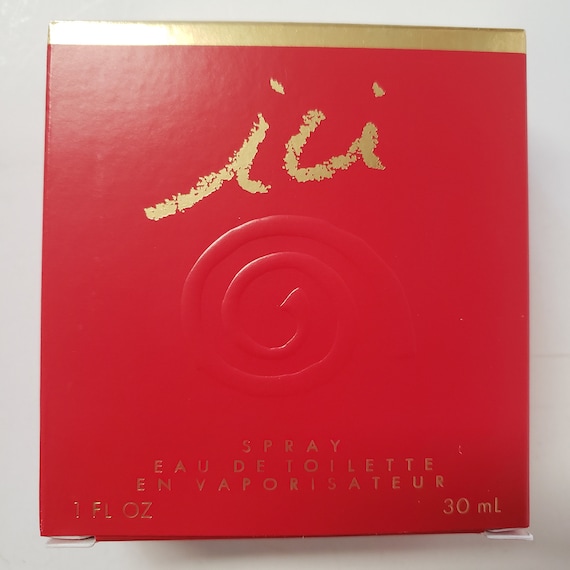 ici
SPRAY
EAU DE TOILETTE
EN VAPORISATEUR
1 FL OZ 30 mL